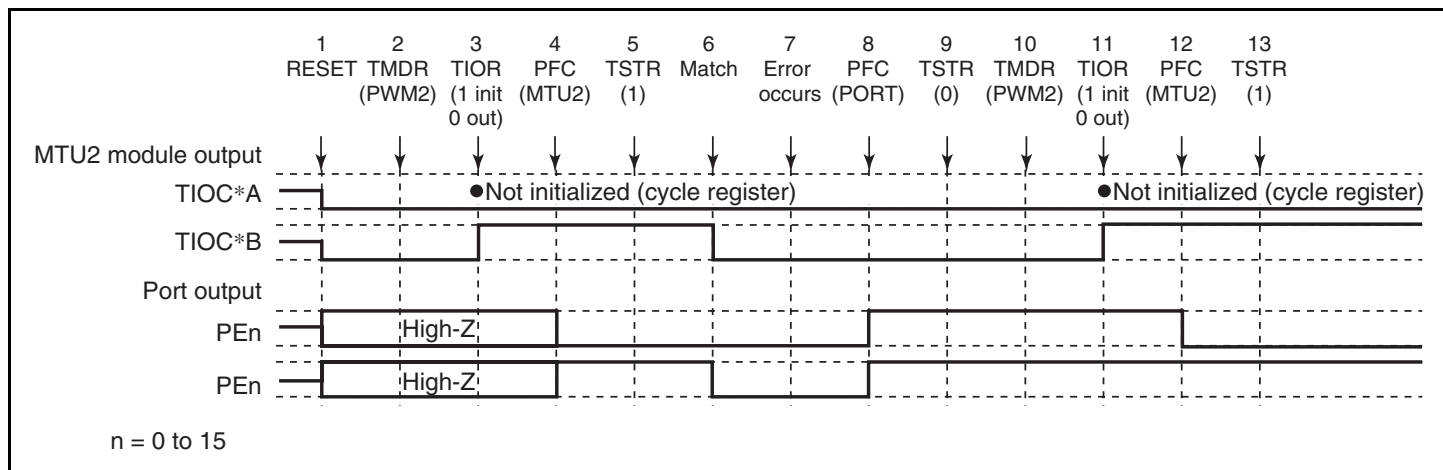 1 2 3 4 5 6 7 8 9 10 11 12 13
RESET TMDR TIOR PFC TSTR Match Error PFC TSTR TMDR TIOR PFC TSTR
(PWM2) (1 init (MTU2) (1) occurs (PORT) (0) (PWM2) (1 init (MTU2) (1)
0 out) 0 out)
MTU2 module output
TIOC*A ●Not initialized (cycle register) ●Not initialized (cycle register)
TIOC*B
Port output
PEn High-Z
PEn High-Z
n = 0 to 15